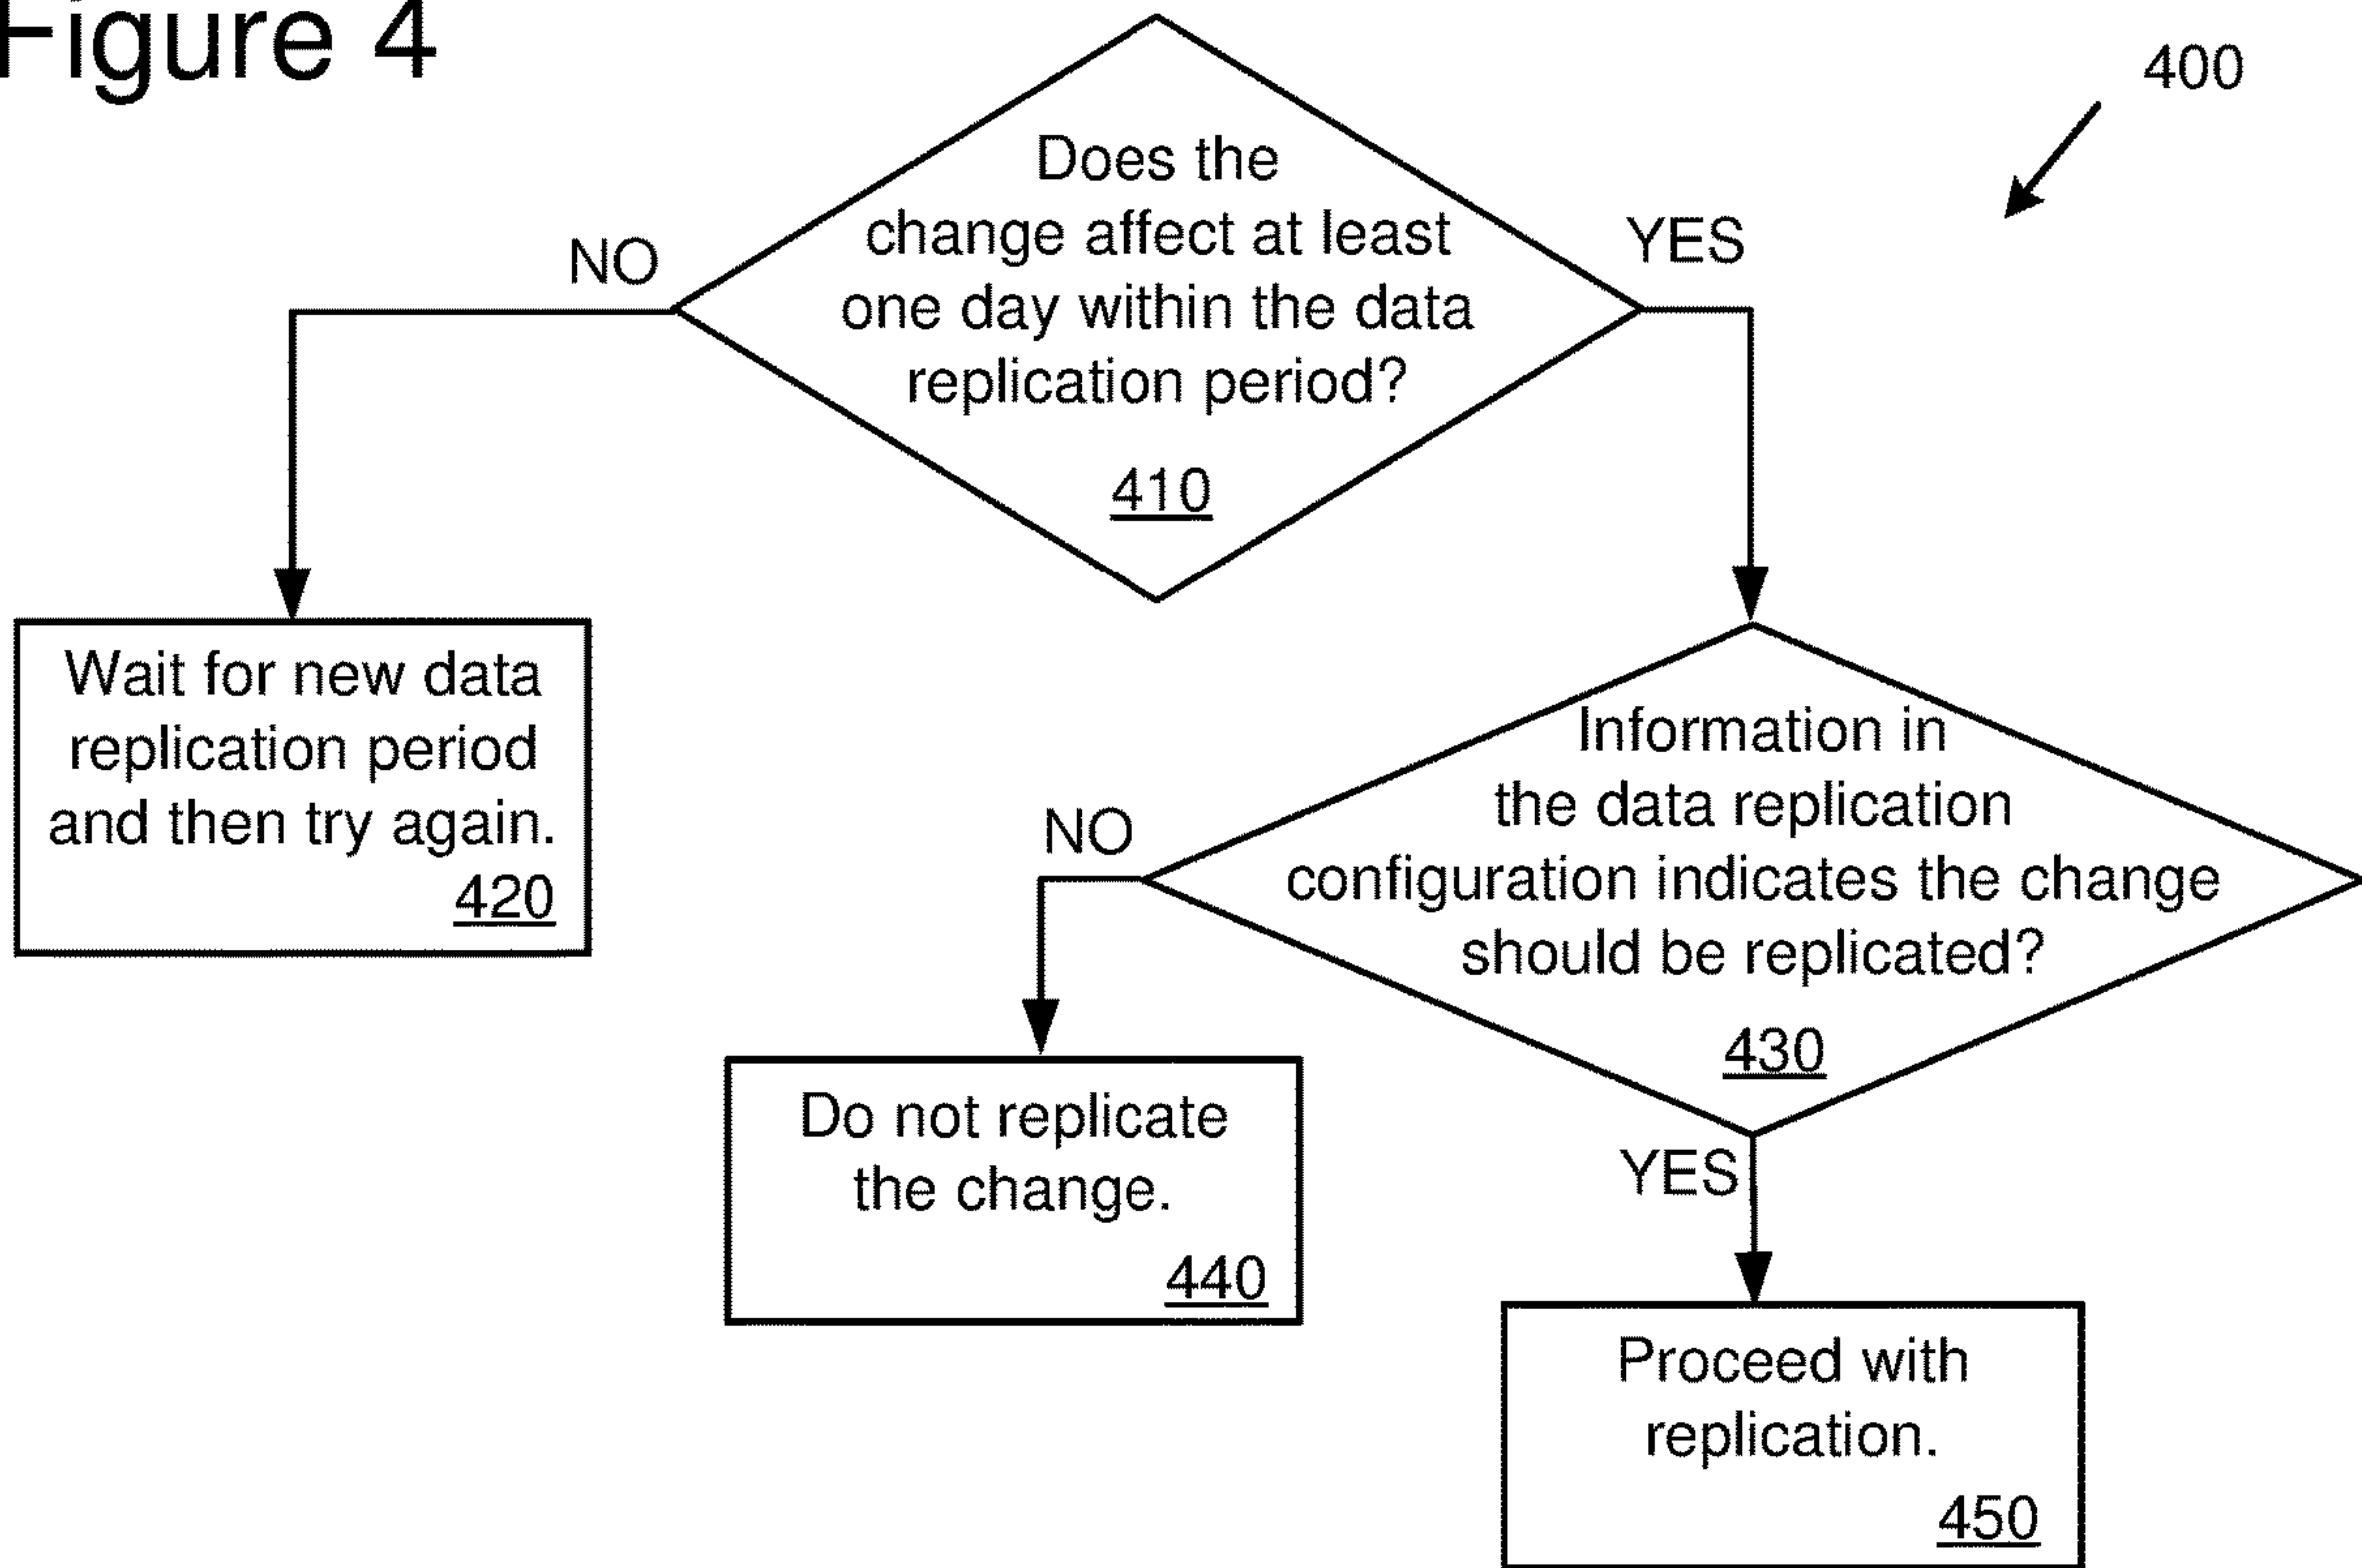 Figure 4
400
Does the
change affect at least
one day within the data
replication period?
410
NO
YES
Wait for new data
replication period
and then try again.
420
Information in
the data replication
configuration indicates the change
should be replicated?
430
NO
YES
Do not replicate
the change.
440
Proceed with
replication.
450